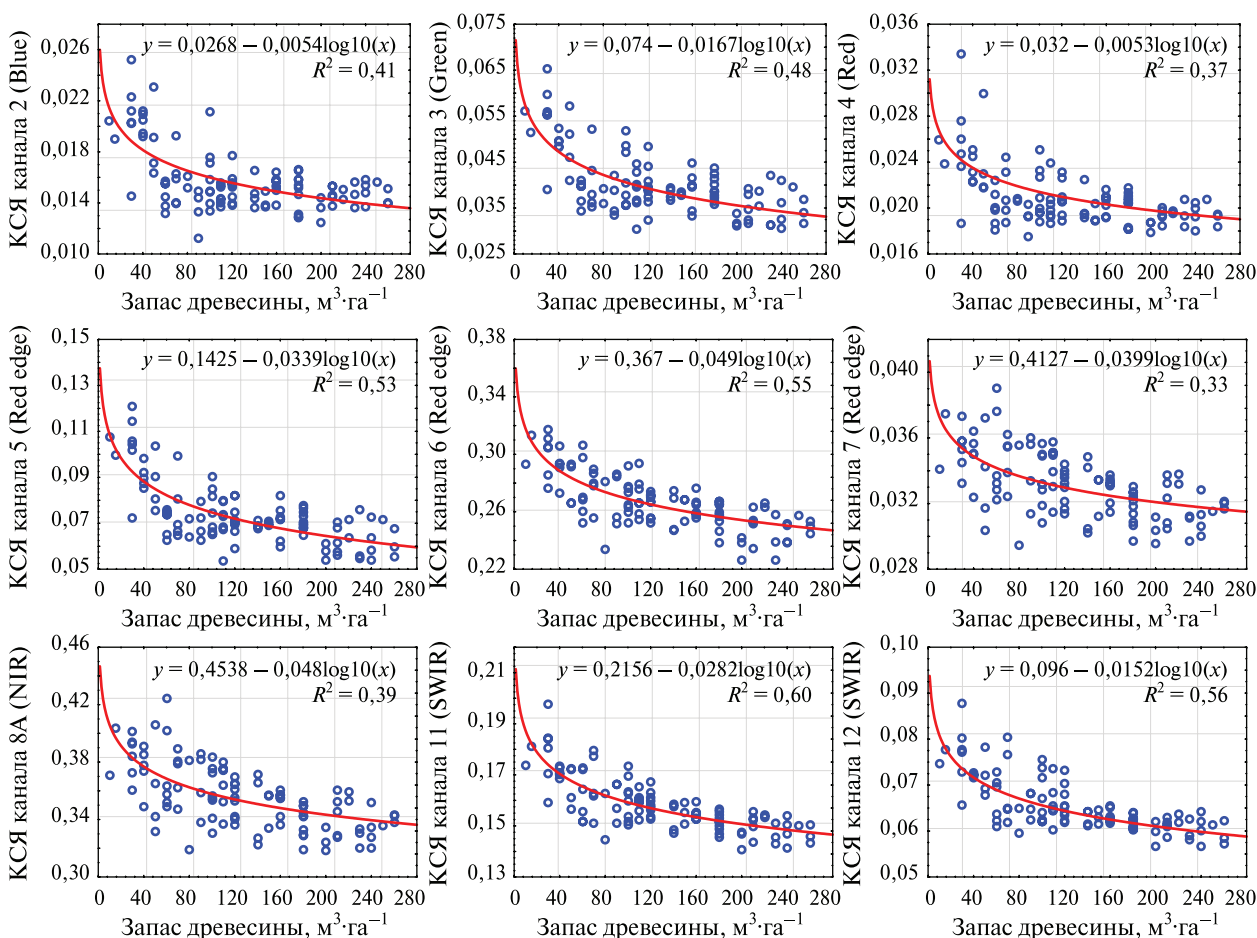 КСЯ канала 2 (Blue)
0,026
0,022
0,018
0,014
0,010
y = 0,0268 – 0,0054log10(x)
R² = 0,41
0 40 80 120 160 200 240 280
Запас древесины, м³·га⁻¹
КСЯ канала 3 (Green)
0,075
0,065
0,055
0,045
0,035
0,025
y = 0,074 – 0,0167log10(x)
R² = 0,48
0 40 80 120 160 200 240 280
Запас древесины, м³·га⁻¹
КСЯ канала 4 (Red)
0,036
0,032
0,028
0,024
0,020
0,016
y = 0,032 – 0,0053log10(x)
R² = 0,37
0 40 80 120 160 200 240 280
Запас древесины, м³·га⁻¹
КСЯ канала 5 (Red edge)
0,15
0,13
0,11
0,09
0,07
0,05
y = 0,1425 – 0,0339log10(x)
R² = 0,53
0 40 80 120 160 200 240 280
Запас древесины, м³·га⁻¹
КСЯ канала 6 (Red edge)
0,38
0,34
0,30
0,26
0,22
y = 0,367 – 0,049log10(x)
R² = 0,55
0 40 80 120 160 200 240 280
Запас древесины, м³·га⁻¹
КСЯ канала 7 (Red edge)
0,040
0,036
0,032
0,028
y = 0,4127 – 0,0399log10(x)
R² = 0,33
0 40 80 120 160 200 240 280
Запас древесины, м³·га⁻¹
КСЯ канала 8A (NIR)
0,46
0,42
0,38
0,34
0,30
y = 0,4538 – 0,048log10(x)
R² = 0,39
0 40 80 120 160 200 240 280
Запас древесины, м³·га⁻¹
КСЯ канала 11 (SWIR)
0,21
0,19
0,17
0,15
0,13
y = 0,2156 – 0,0282log10(x)
R² = 0,60
0 40 80 120 160 200 240 280
Запас древесины, м³·га⁻¹
КСЯ канала 12 (SWIR)
0,10
0,09
0,08
0,07
0,06
0,05
y = 0,096 – 0,0152log10(x)
R² = 0,56
0 40 80 120 160 200 240 280
Запас древесины, м³·га⁻¹